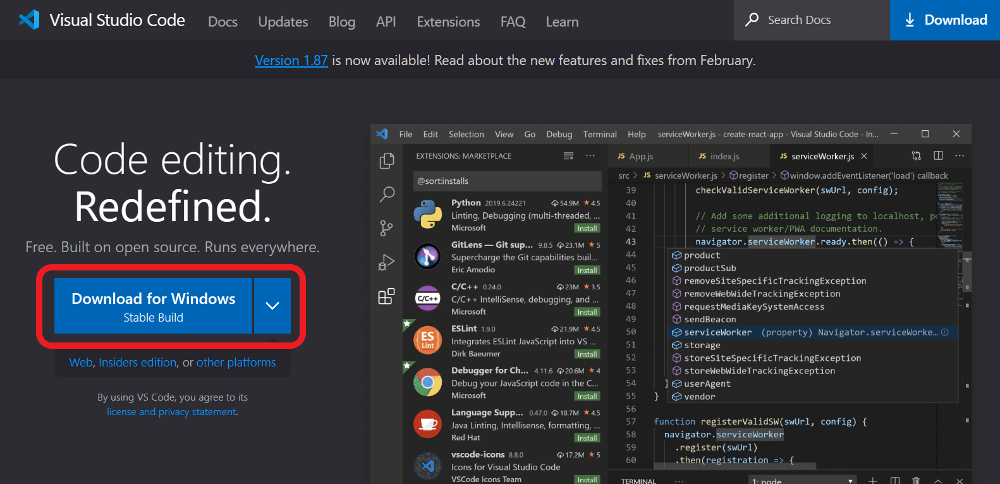 Visual Studio Code Docs Updates Blog API Extensions FAQ Learn Search Docs Download
Version 1.87 is now available! Read about the new features and fixes from February.
Code editing.
Redefined.
Free. Built on open source. Runs everywhere.
Download for Windows
Stable Build
Web, Insiders edition, or other platforms
By using VS Code, you agree to its
license and privacy statement.
File Edit Selection View Go Debug Terminal Help serviceWorker.js - create-react-app - Visual Studio Code - In...
EXTENSIONS: MARKETPLACE ...
@sort:installs
Python 2019.6.24221 54.9M ★ 4.5
Linting, Debugging (multi-threaded, ...
Microsoft Install
GitLens — Git sup... 9.8.5 23.1M ★ 5
Supercharge the Git capabilities buil...
Eric Amodio Install
C/C++
C/C++ 0.24.0 23M ★ 3.5
C/C++ IntelliSense, debugging, and ...
Microsoft Install
ES
Lint
ESLint 1.9.0 21.9M ★ 4.5
Integrates ESLint JavaScript into VS ...
Dirk Baeumer Install
Debugger for Ch... 4.11.6 20.6M ★ 4
Debug your JavaScript code in the C...
Microsoft Install
Language Supp... 0.47.0 18.7M ★ 4.5
Java Linting, Intellisense, formatting, ...
Red Hat Install
vscode-icons 8.8.0 17.2M ★ 5
Icons for Visual Studio Code
VSCode Icons Team Install
JS App.js JS index.js JS serviceWorker.js ...
src > JS serviceWorker.js > register > window.addEventListener('load') callback
39 checkValidServiceWorker(swUrl, config);
40
41 // Add some additional logging to localhost, po
42 // service worker/PWA documentation.
43 navigator.serviceWorker.ready.then(() => {
44 product
45 productSub
46 removeSiteSpecificTrackingException
47 removeWebWideTrackingException
48 requestMediaKeySystemAccess
49 sendBeacon
50 serviceWorker (property) Navigator.serviceWorke...
51 storage
52 storeSiteSpecificTrackingException
53 storeWebWideTrackingException
54 } userAgent
55 } vendor
56
57 function registerValidSW(swUrl, config) {
58 navigator.serviceWorker
59 .register(swUrl)
60 .then(registration => {
TERMINAL ... 1: node